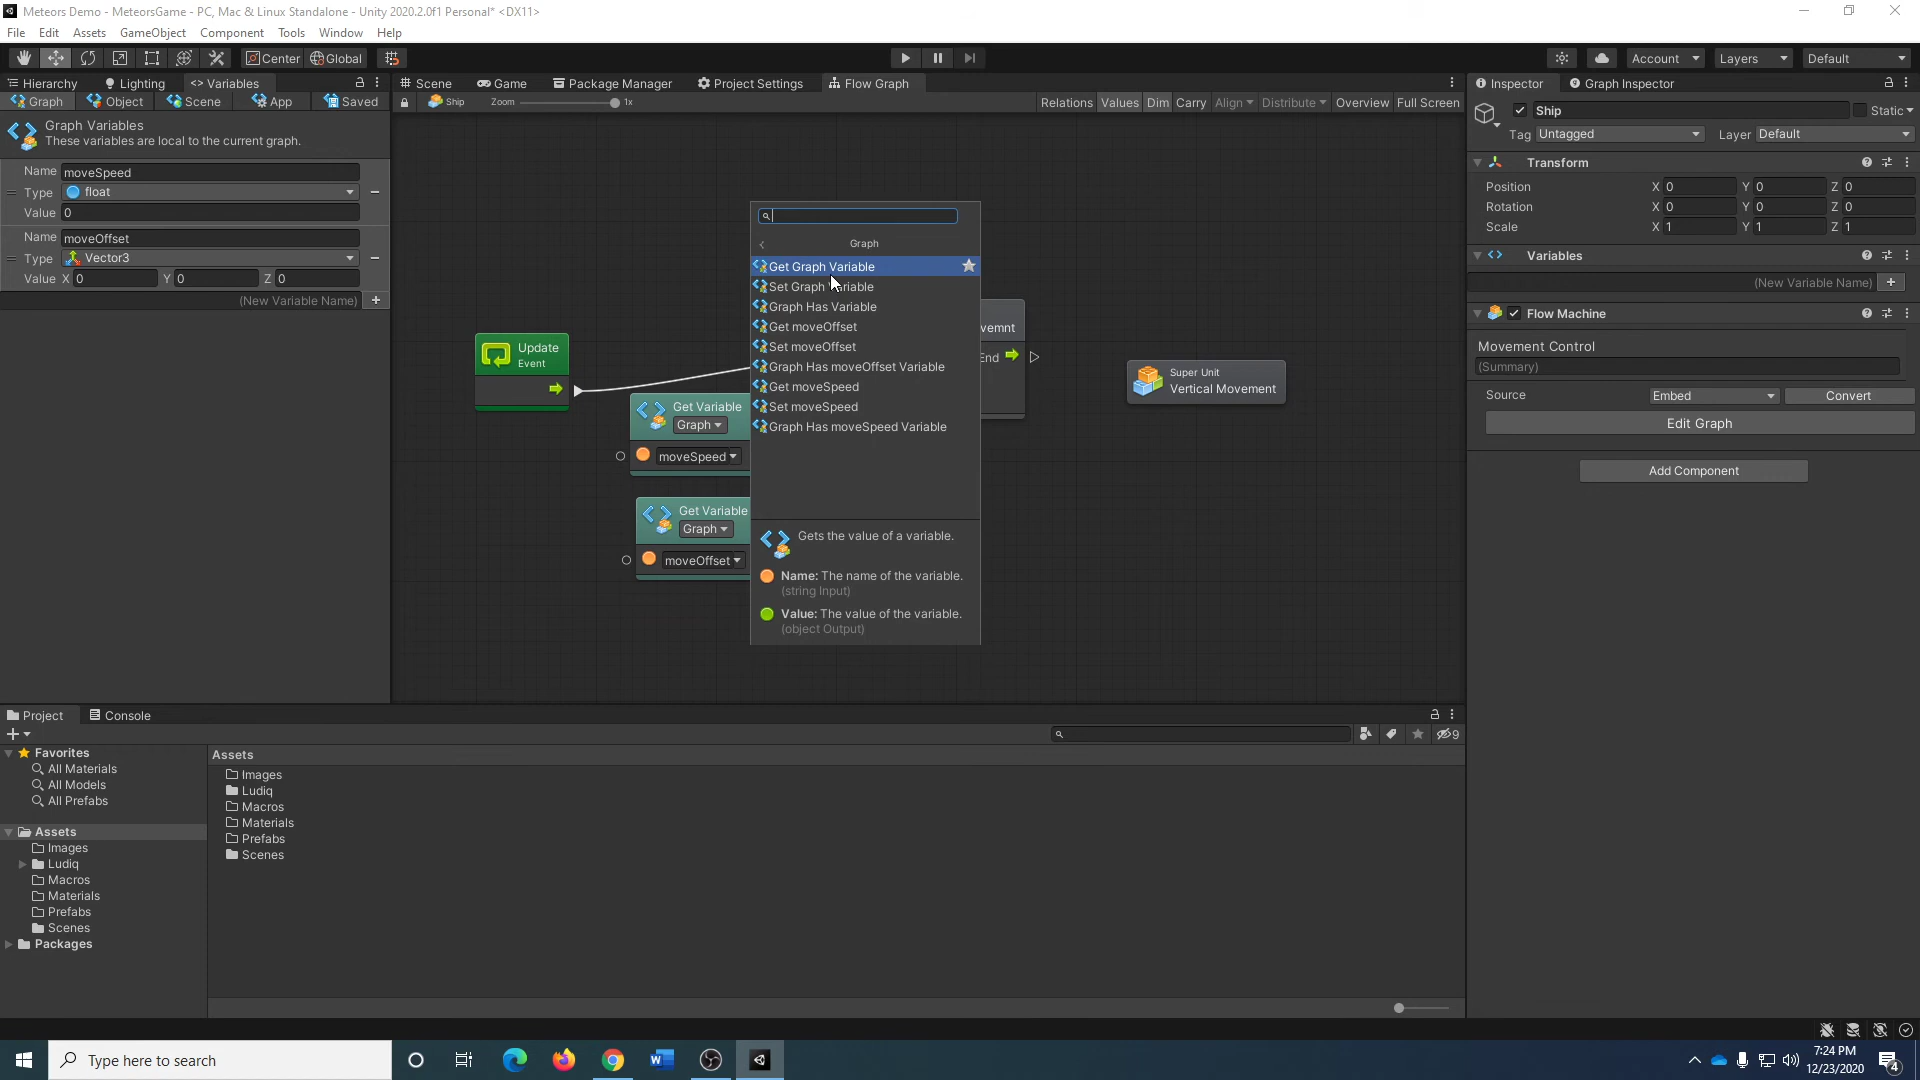 Meteors Demo - MeteorsGame - PC, Mac & Linux Standalone - Unity 2020.2.0f1 Personal* <DX11>
File Edit Assets GameObject Component Tools Window Help
Center Global Account Layers Default
Hierarchy Lighting <> Variables Scene Game Package Manager Project Settings Flow Graph Inspector Graph Inspector
Graph Object Scene App Saved Ship Zoom 1x Relations Values Dim Carry Align Distribute Overview Full Screen
Ship Static
Graph Variables
These variables are local to the current graph.
Tag Untagged Layer Default
Name moveSpeed
Type float
Value 0
Name moveOffset
Type Vector3
Value X 0 Y 0 Z 0
(New Variable Name) +
Update
Event
Get Variable
Graph
moveSpeed
Get Variable
Graph
moveOffset
Graph
Get Graph Variable
Set Graph Variable
Graph Has Variable
Get moveOffset
Set moveOffset
Graph Has moveOffset Variable
Get moveSpeed
Set moveSpeed
Graph Has moveSpeed Variable
Gets the value of a variable.
Name: The name of the variable.
(string Input)
Value: The value of the variable.
(object Output)
vemnt
End
Super Unit
Vertical Movement
Transform
Position X 0 Y 0 Z 0
Rotation X 0 Y 0 Z 0
Scale X 1 Y 1 Z 1
<> Variables
(New Variable Name) +
Flow Machine
Movement Control
(Summary)
Source Embed Convert
Edit Graph
Add Component
Project Console
9
Favorites
All Materials
All Models
All Prefabs
Assets
Images
Ludiq
Macros
Materials
Prefabs
Scenes
Packages
Assets
Images
Ludiq
Macros
Materials
Prefabs
Scenes
Type here to search
7:24 PM
12/23/2020
4